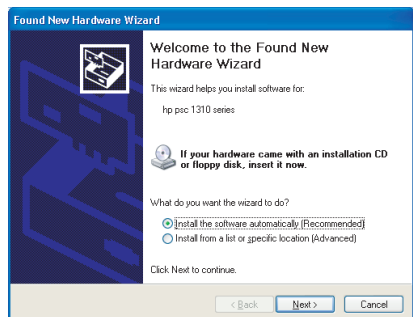 Found New Hardware Wizard
Welcome to the Found New
Hardware Wizard
This wizard helps you install software for:
hp psc 1310 series
If your hardware came with an installation CD
or floppy disk, insert it now.
What do you want the wizard to do?
Install the software automatically (Recommended)
Install from a list or specific location (Advanced)
Click Next to continue.
< Back Next > Cancel